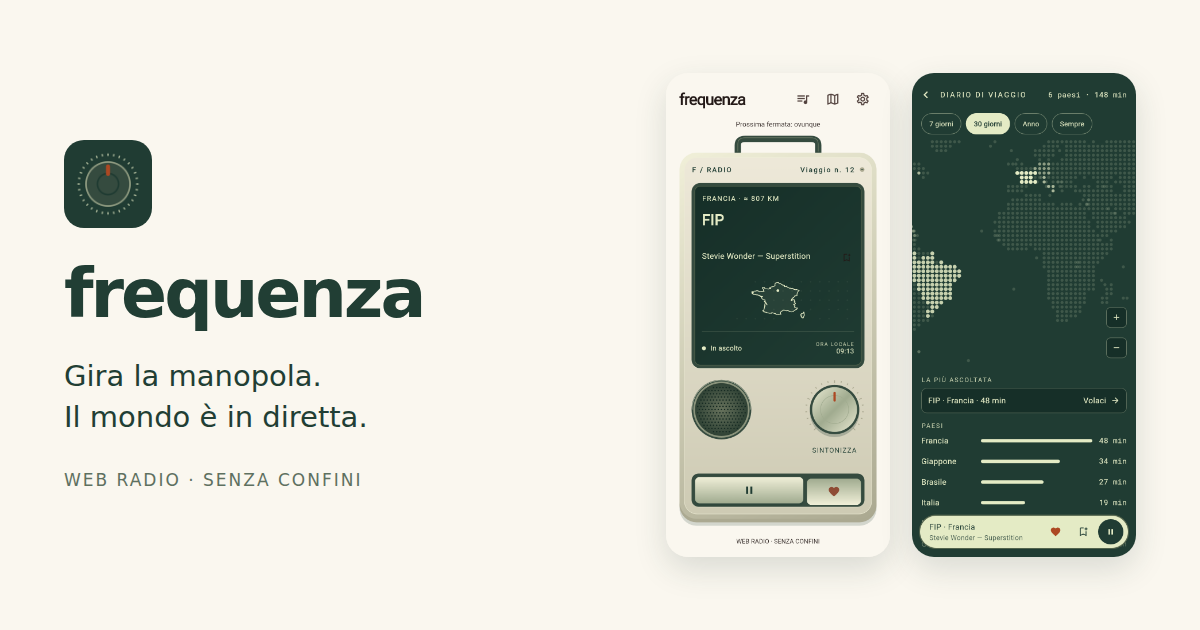 frequenza
Gira la manopola.
Il mondo è in diretta.
WEB RADIO · SENZA CONFINI
frequenza
Prossima fermata: ovunque
F / RADIO
Viaggio n. 12
FRANCIA · ≈ 807 KM
FIP
Stevie Wonder — Superstition
In ascolto
ORA LOCALE
09:13
SINTONIZZA
WEB RADIO · SENZA CONFINI
DIARIO DI VIAGGIO
6 paesi · 148 min
7 giorni
30 giorni
Anno
Sempre
+
−
LA PIÙ ASCOLTATA
FIP · Francia · 48 min
Volaci →
PAESI
Francia 48 min
Giappone 34 min
Brasile 27 min
Italia 19 min
FIP · Francia
Stevie Wonder — Superstition